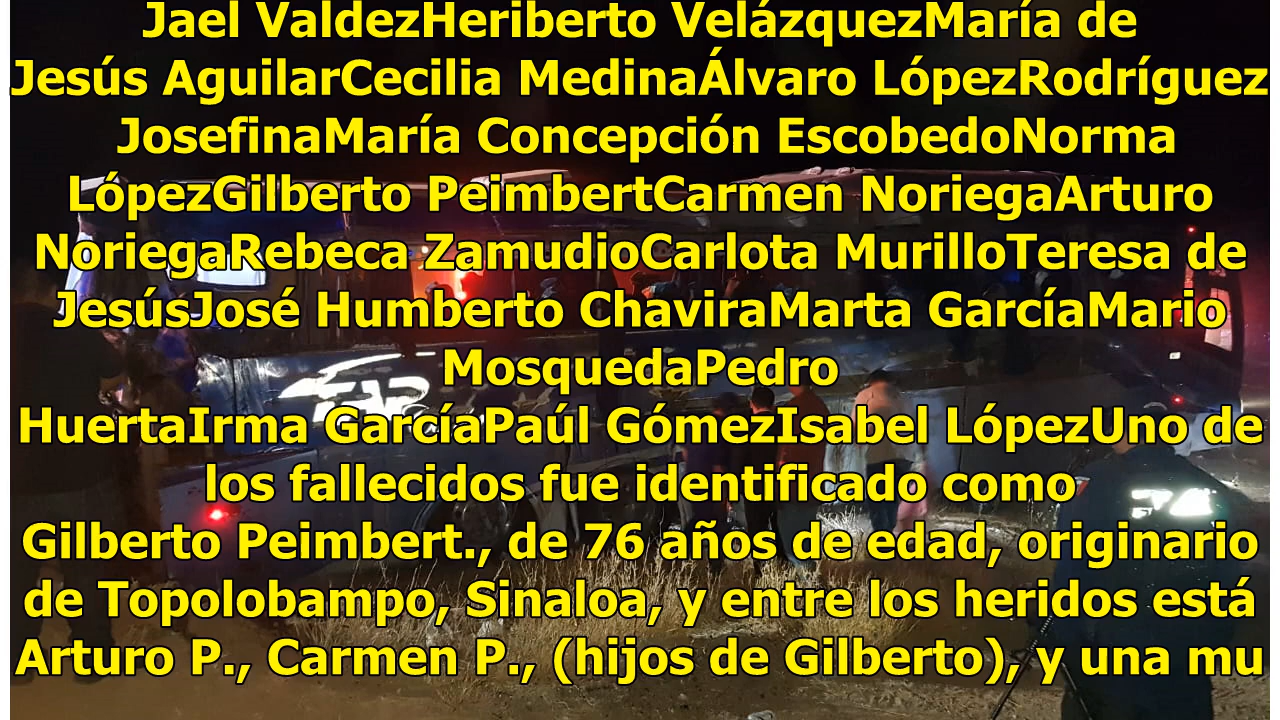 Jael ValdezHeriberto VelázquezMaría de
Jesús AguilarCecilia MedinaÁlvaro LópezRodríguez
JosefinaMaría Concepción EscobedoNorma
LópezGilberto PeimbertCarmen NoriegaArturo
NoriegaRebeca ZamudioCarlota MurilloTeresa de
JesúsJosé Humberto ChaviraMarta GarcíaMario
MosquedaPedro
HuertaIrma GarcíaPaúl GómezIsabel LópezUno de
los fallecidos fue identificado como
Gilberto Peimbert., de 76 años de edad, originario
de Topolobampo, Sinaloa, y entre los heridos está
Arturo P., Carmen P., (hijos de Gilberto), y una mu